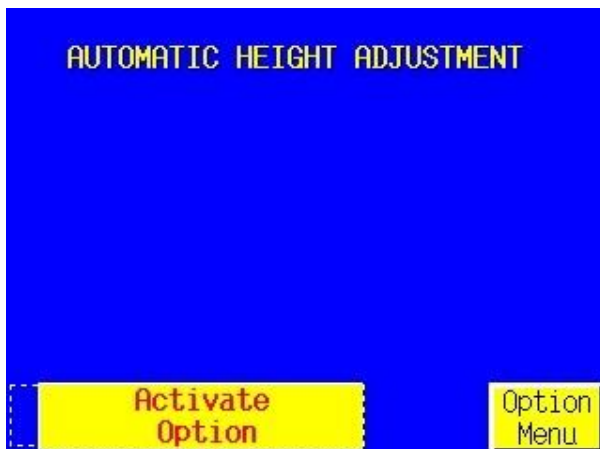 AUTOMATIC HEIGHT ADJUSTMENT
Activate
Option
Option
Menu